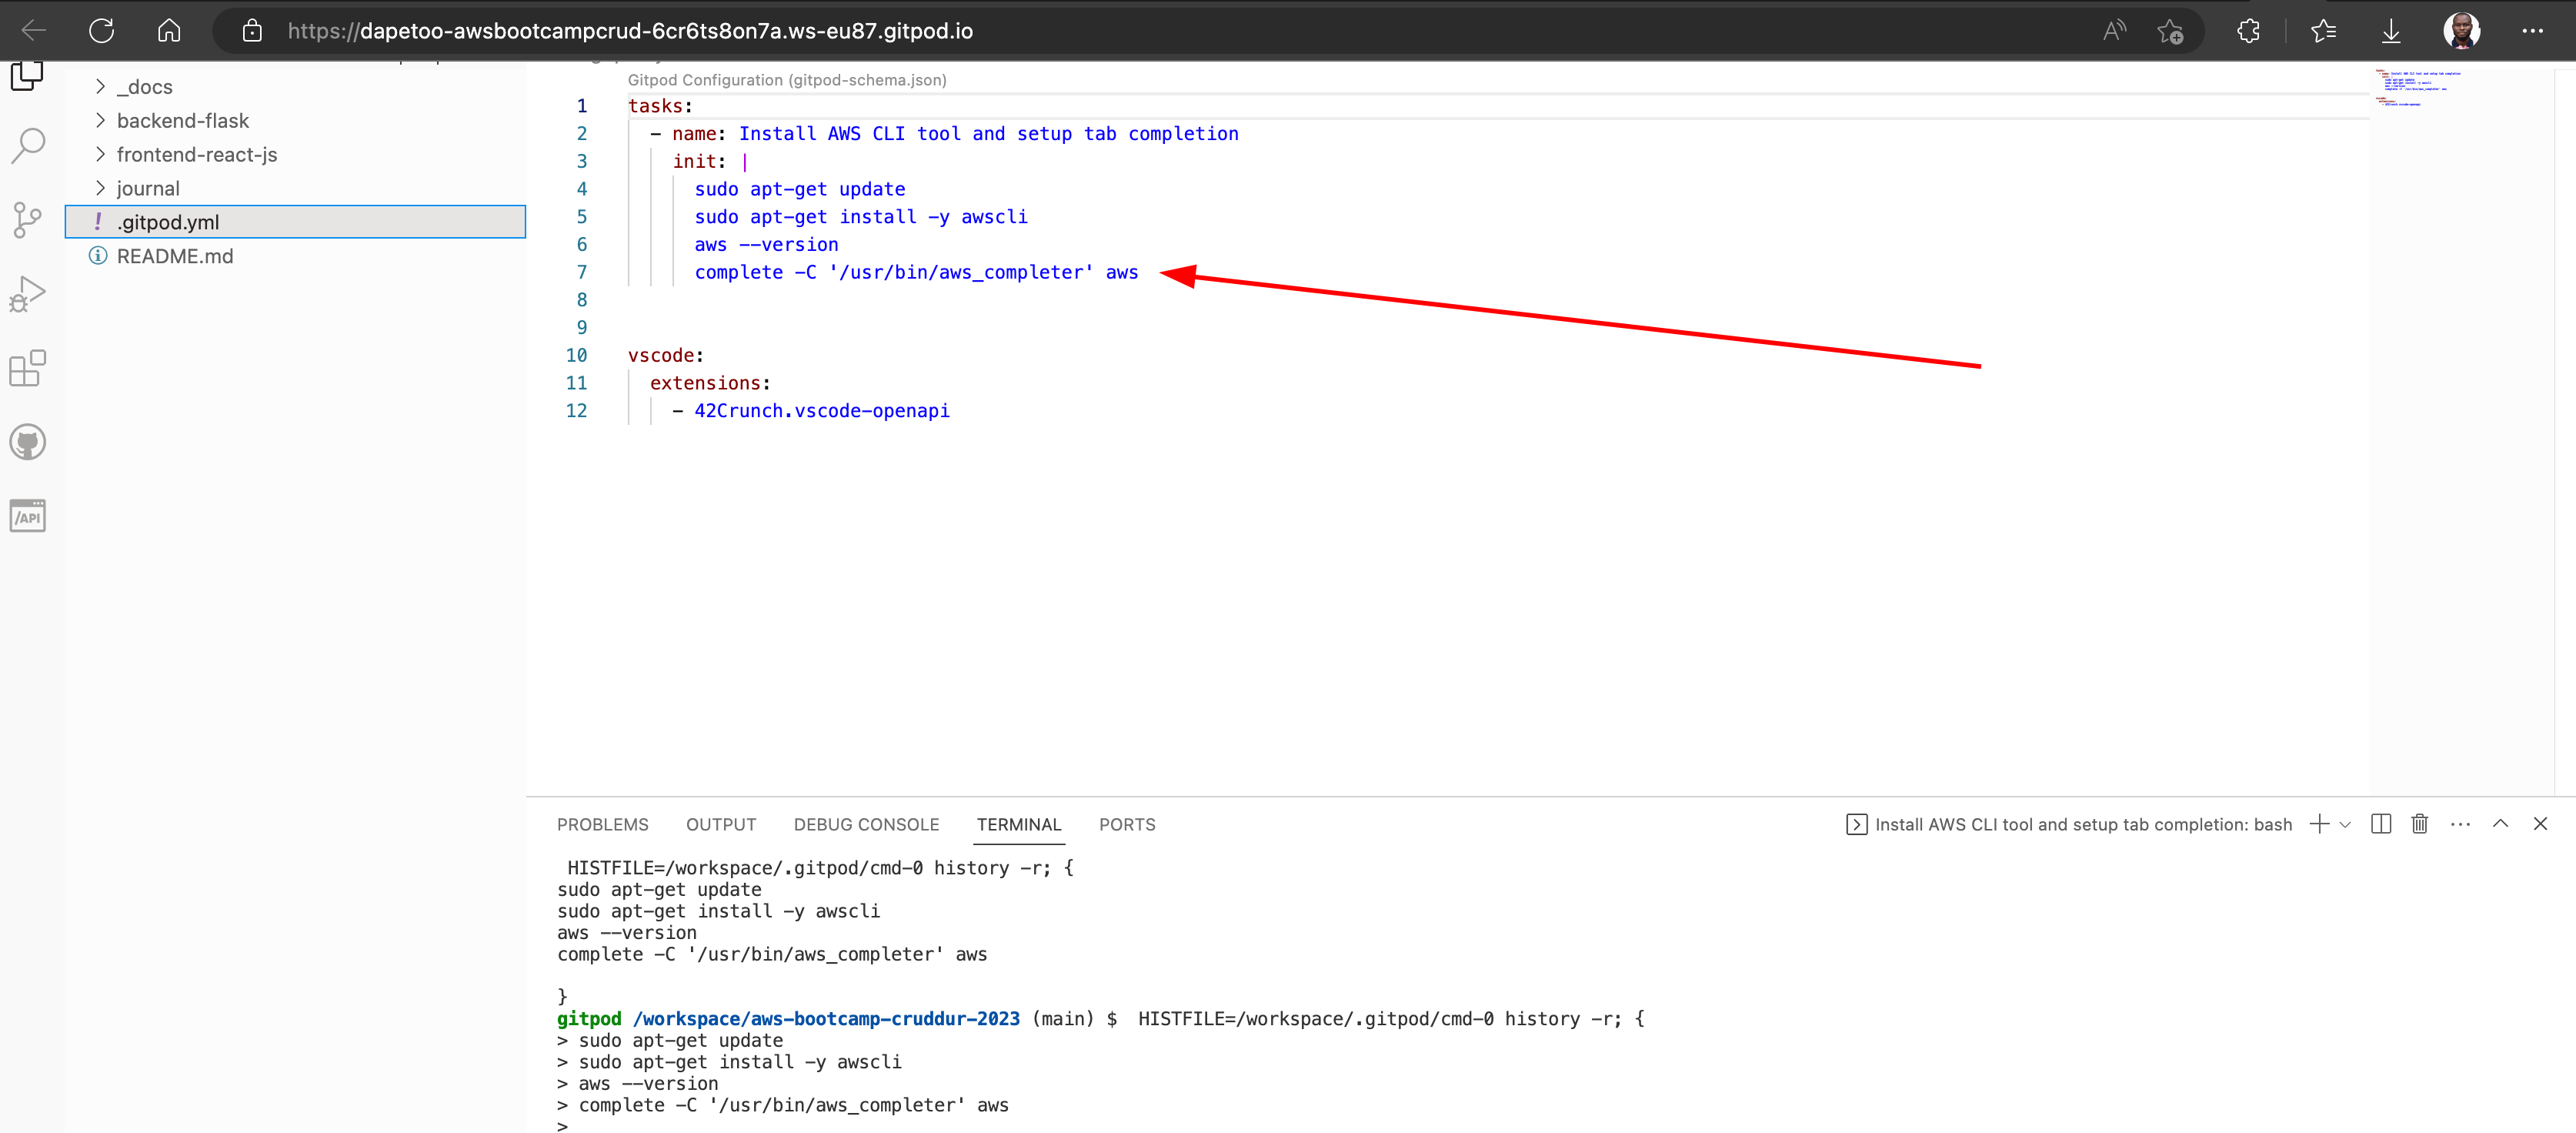 https://dapetoo-awsbootcampcrud-6cr6ts8on7a.ws-eu87.gitpod.io
_docs
backend-flask
frontend-react-js
journal
! .gitpod.yml
README.md
/API
Gitpod Configuration (gitpod-schema.json)
1 tasks:
2 - name: Install AWS CLI tool and setup tab completion
3 init: |
4 sudo apt-get update
5 sudo apt-get install -y awscli
6 aws --version
7 complete -C '/usr/bin/aws_completer' aws
8
9
10 vscode:
11 extensions:
12 - 42Crunch.vscode-openapi
PROBLEMS OUTPUT DEBUG CONSOLE TERMINAL PORTS Install AWS CLI tool and setup tab completion: bash
HISTFILE=/workspace/.gitpod/cmd-0 history -r; {
sudo apt-get update
sudo apt-get install -y awscli
aws --version
complete -C '/usr/bin/aws_completer' aws
}
gitpod /workspace/aws-bootcamp-cruddur-2023 (main) $ HISTFILE=/workspace/.gitpod/cmd-0 history -r; {
> sudo apt-get update
> sudo apt-get install -y awscli
> aws --version
> complete -C '/usr/bin/aws_completer' aws
>